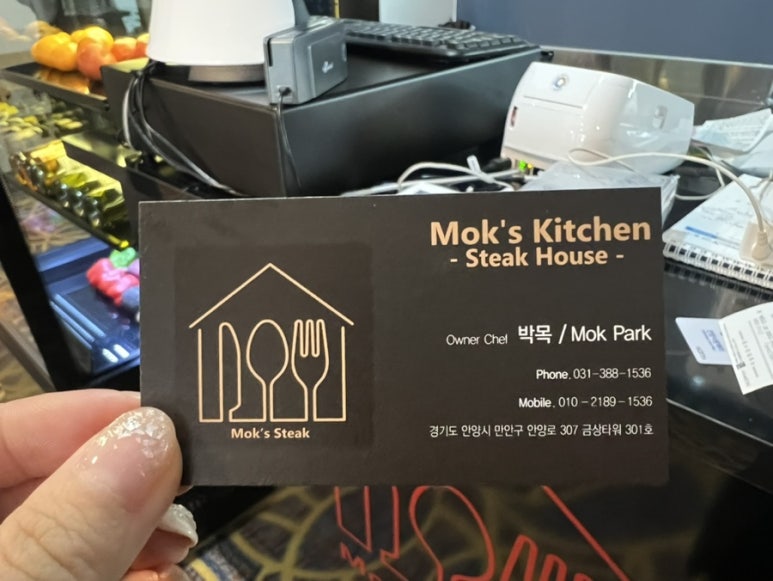 Mok's Kitchen
- Steak House -
Owner Chef 박목 / Mok Park
Phone. 031-388-1536
Mobile. 010-2189-1536
경기도 안양시 만안구 안양로 307 금상타워 301호
Mok's Steak